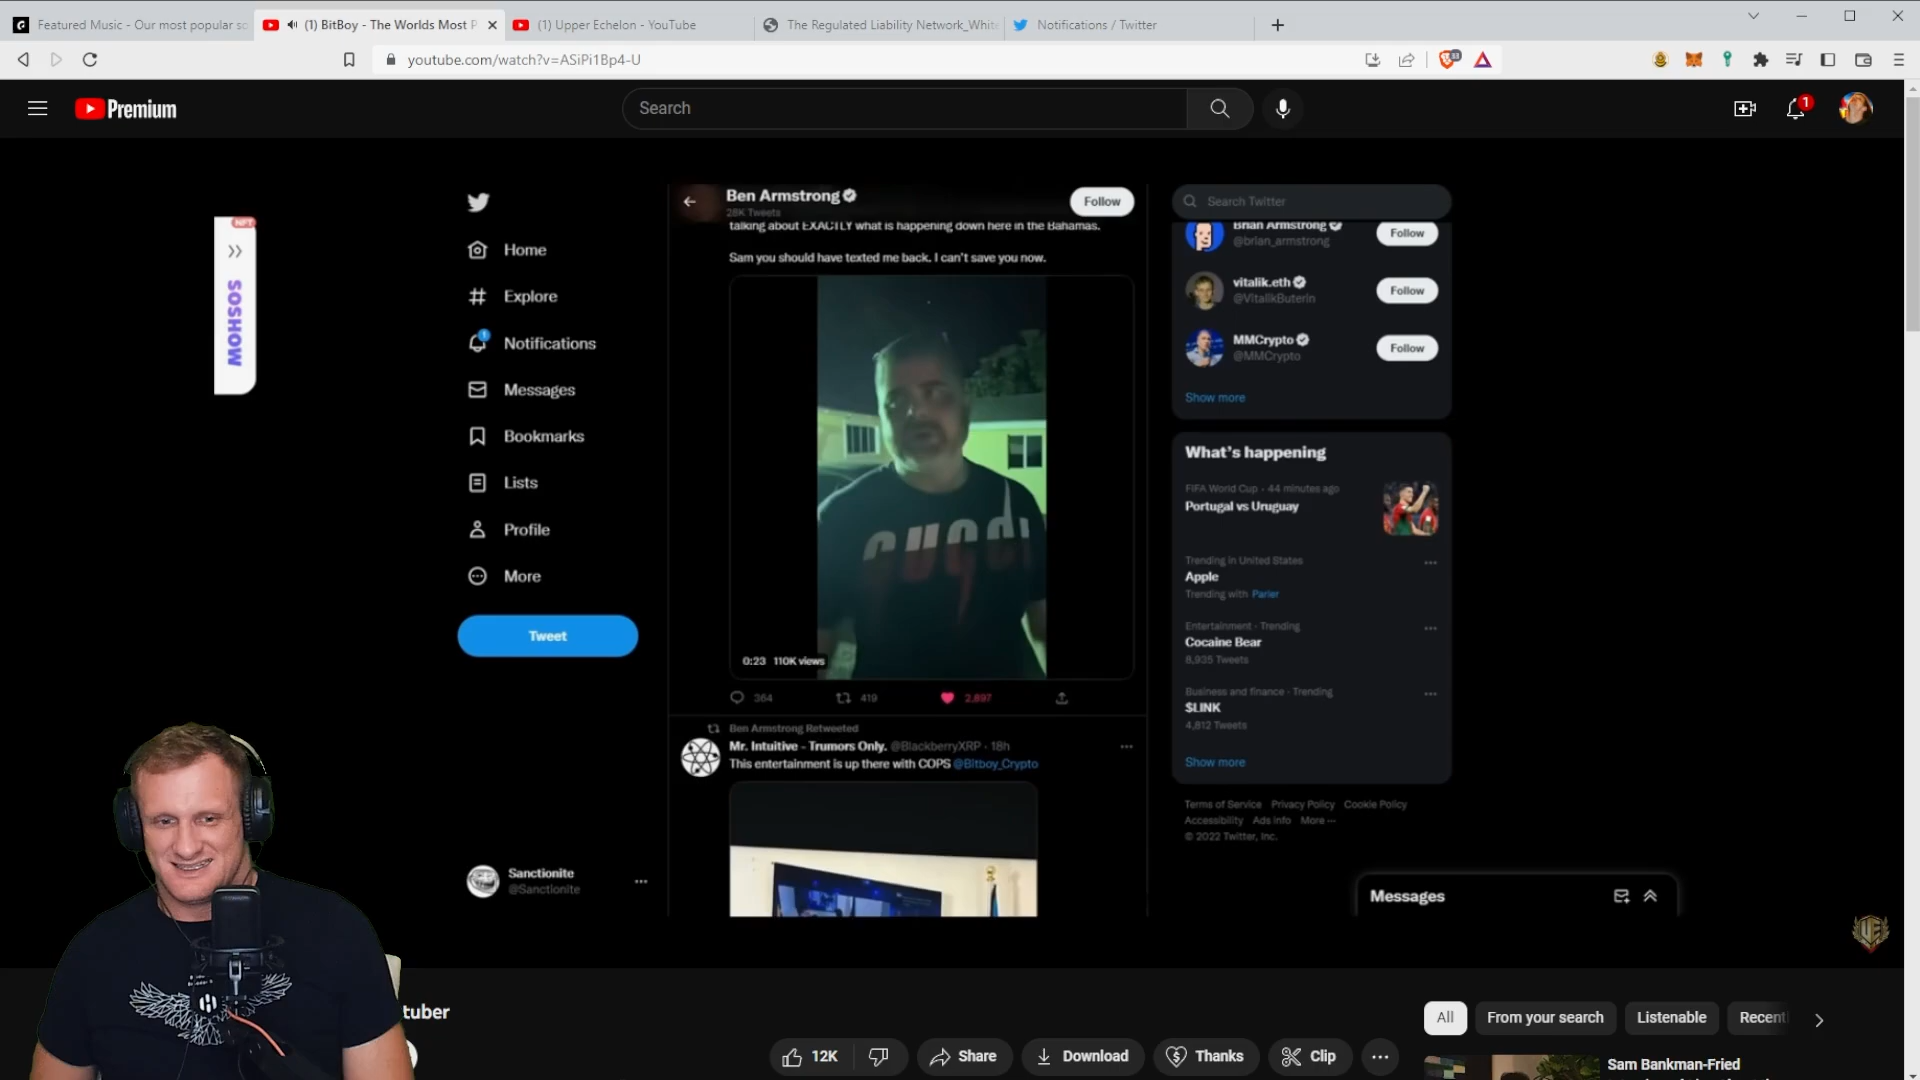 Featured Music - Our most popular so
(1) BitBoy - The Worlds Most P
(1) Upper Echelon - YouTube
The Regulated Liability Network_White
Notifications / Twitter
youtube.com/watch?v=ASiPi1Bp4-U
Premium
Search
1
NFT
SOSHOW
Home
Explore
1
Notifications
Messages
Bookmarks
Lists
Profile
More
Tweet
Sanctionite
@Sanctionite
Ben Armstrong
28K Tweets
Follow
talking about EXACTLY what is happening down here in the Bahamas.
Sam you should have texted me back. I can't save you now.
0:23 110K views
364
419
2,897
Ben Armstrong Retweeted
Mr. Intuitive - Trumors Only. @BlackberryXRP · 18h
This entertainment is up there with COPS @Bitboy_Crypto
Search Twitter
Brian Armstrong
@brian_armstrong
Follow
vitalik.eth
@VitalikButerin
Follow
MMCrypto
@MMCrypto
Follow
Show more
What's happening
FIFA World Cup · 44 minutes ago
Portugal vs Uruguay
Trending in United States
Apple
Trending with Parler
Entertainment · Trending
Cocaine Bear
8,935 Tweets
Business and finance · Trending
$LINK
4,812 Tweets
Show more
Terms of Service Privacy Policy Cookie Policy
Accessibility Ads info More ···
© 2022 Twitter, Inc.
Messages
UE
tuber
12K
Share
Download
Thanks
Clip
All
From your search
Listenable
Recent
Sam Bankman-Fried